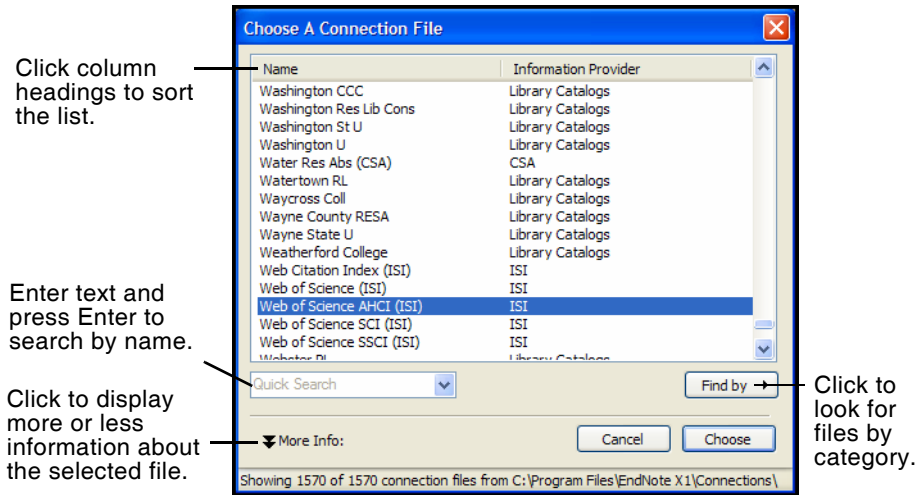 Choose A Connection File
Click column
headings to sort
the list.
Name Information Provider
Washington CCC Library Catalogs
Washington Res Lib Cons Library Catalogs
Washington St U Library Catalogs
Washington U Library Catalogs
Water Res Abs (CSA) CSA
Watertown RL Library Catalogs
Waycross Coll Library Catalogs
Wayne County RESA Library Catalogs
Wayne State U Library Catalogs
Weatherford College Library Catalogs
Web Citation Index (ISI) ISI
Web of Science (ISI) ISI
Web of Science AHCI (ISI) ISI
Web of Science SCI (ISI) ISI
Web of Science SSCI (ISI) ISI
Webster PL Library Catalogs
Enter text and
press Enter to
search by name.
Quick Search
Find by
Click to
look for
files by
category.
Click to display
more or less
information about
the selected file.
More Info:
Cancel
Choose
Showing 1570 of 1570 connection files from C:\Program Files\EndNote X1\Connections\